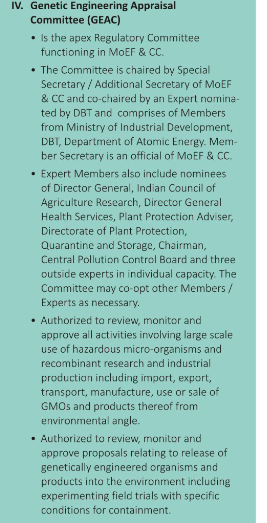 IV. Genetic Engineering Appraisal
Committee (GEAC)
• Is the apex Regulatory Committee
functioning in MoEF & CC.
• The Committee is chaired by Special
Secretary / Additional Secretary of MoEF
& CC and co-chaired by an Expert nomina-
ted by DBT and comprises of Members
from Ministry of Industrial Development,
DBT, Department of Atomic Energy. Mem-
ber Secretary is an official of MoEF & CC.
• Expert Members also include nominees
of Director General, Indian Council of
Agriculture Research, Director General
Health Services, Plant Protection Adviser,
Directorate of Plant Protection,
Quarantine and Storage, Chairman,
Central Pollution Control Board and three
outside experts in individual capacity. The
Committee may co-opt other Members /
Experts as necessary.
• Authorized to review, monitor and
approve all activities involving large scale
use of hazardous micro-organisms and
recombinant research and industrial
production including import, export,
transport, manufacture, use or sale of
GMOs and products thereof from
environmental angle.
• Authorized to review, monitor and
approve proposals relating to release of
genetically engineered organisms and
products into the environment including
experimenting field trials with specific
conditions for containment.